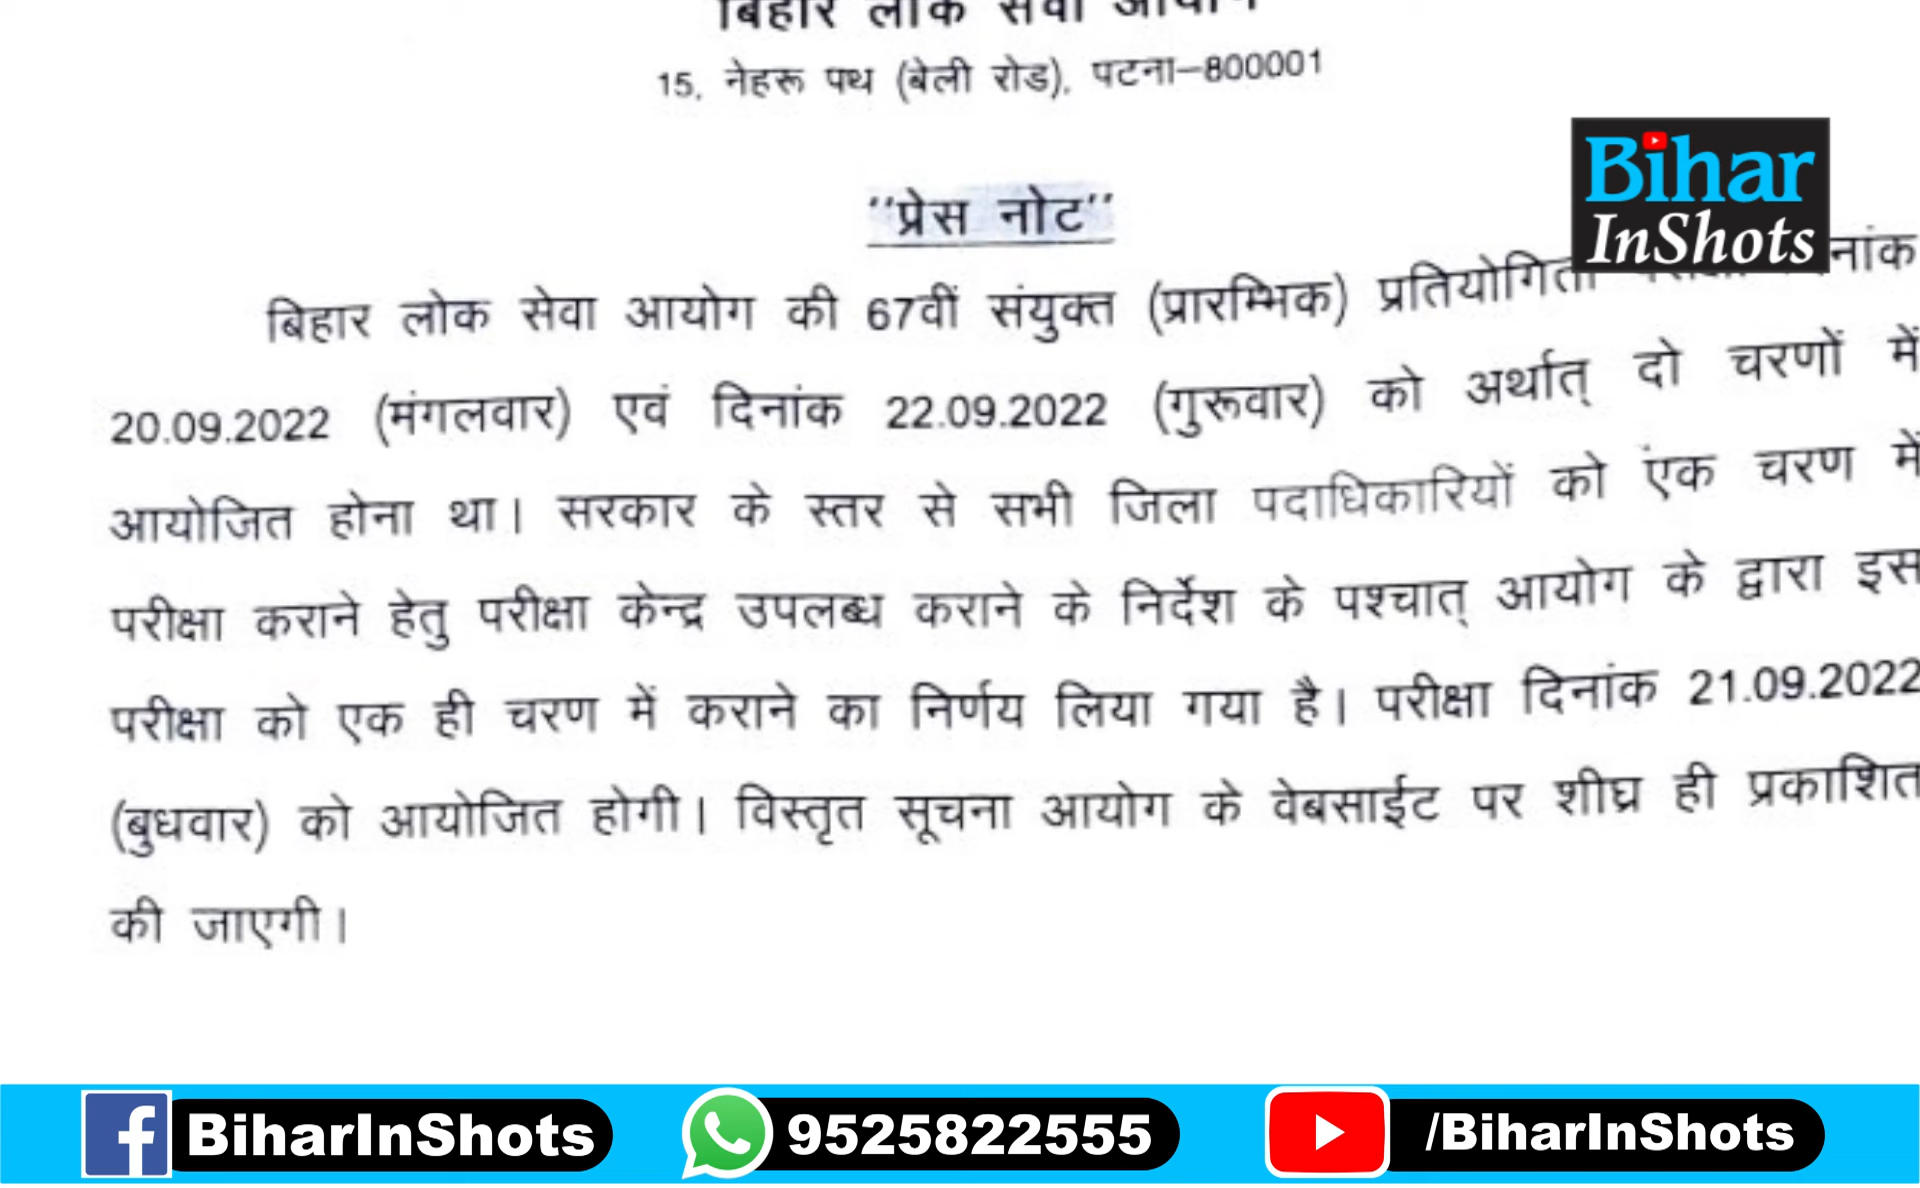 बिहार लोक सेवा आयोग
15, नेहरू पथ (बेली रोड), पटना-800001
Bihar
InShots
"प्रेस नोट"
बिहार लोक सेवा आयोग की 67वीं संयुक्त (प्रारम्भिक) प्रतियोगिता
20.09.2022 (मंगलवार) एवं दिनांक 22.09.2022 (गुरूवार) को अर्थात् दो चरणों में
आयोजित होना था। सरकार के स्तर से सभी जिला पदाधिकारियों को एंक चरण में
परीक्षा कराने हेतु परीक्षा केन्द्र उपलब्ध कराने के निर्देश के पश्चात् आयोग के द्वारा इस
परीक्षा को एक ही चरण में कराने का निर्णय लिया गया है। परीक्षा दिनांक 21.09.2022
(बुधवार) को आयोजित होगी। विस्तृत सूचना आयोग के वेबसाईट पर शीघ्र ही प्रकाशित
की जाएगी।
BiharInShots 9525822555 /BiharInShots